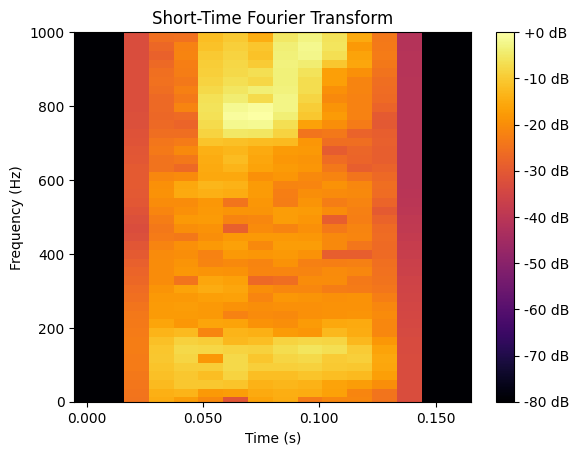 Short-Time Fourier Transform
1000
800
600
400
200
0
Frequency (Hz)
0.000
0.050
0.100
0.150
Time (s)
+0 dB
-10 dB
-20 dB
-30 dB
-40 dB
-50 dB
-60 dB
-70 dB
-80 dB